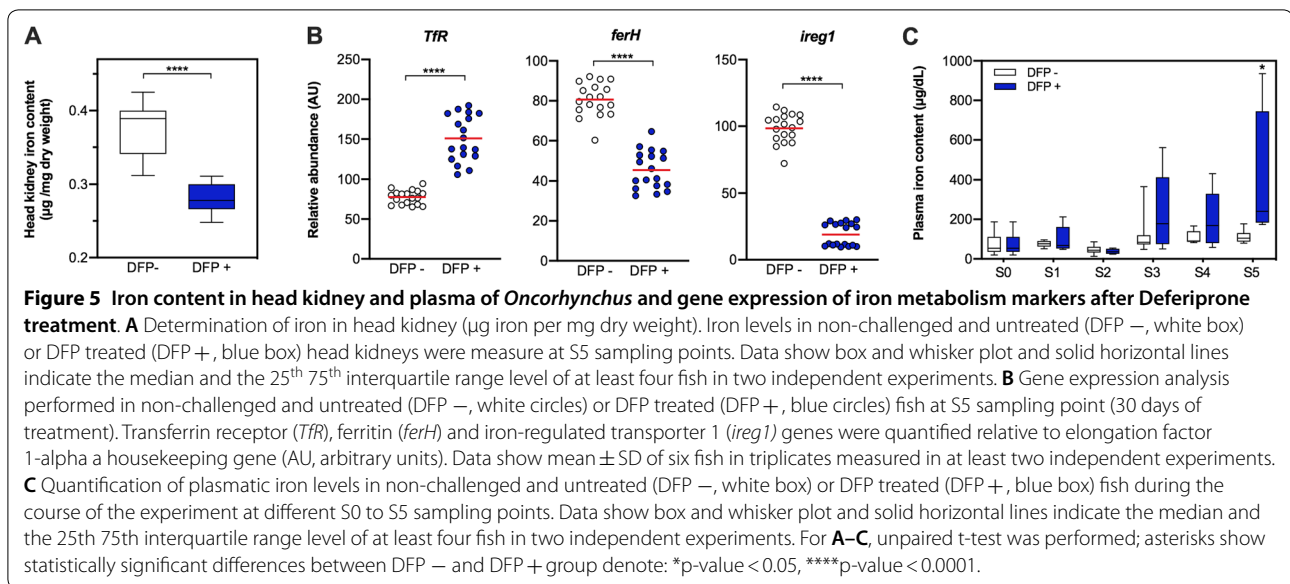 A
****
Head kidney iron content
(µg /mg dry weight)
0.4
0.3
0.2
DFP-
DFP +
B
TfR
****
Relative abundance (AU)
250
200
150
100
50
0
DFP -
DFP +
ferH
****
100
80
60
40
20
0
DFP -
DFP +
ireg1
****
150
100
50
0
DFP -
DFP +
C
DFP -
DFP +
*
Plasma iron content (µg/dL)
1000
800
600
400
200
0
S0 S1 S2 S3 S4 S5
Figure 5 Iron content in head kidney and plasma of Oncorhynchus and gene expression of iron metabolism markers after Deferiprone
treatment. A Determination of iron in head kidney (µg iron per mg dry weight). Iron levels in non-challenged and untreated (DFP −, white box)
or DFP treated (DFP +, blue box) head kidneys were measure at S5 sampling points. Data show box and whisker plot and solid horizontal lines
indicate the median and the 25th 75th interquartile range level of at least four fish in two independent experiments. B Gene expression analysis
performed in non-challenged and untreated (DFP −, white circles) or DFP treated (DFP +, blue circles) fish at S5 sampling point (30 days of
treatment). Transferrin receptor (TfR), ferritin (ferH) and iron-regulated transporter 1 (ireg1) genes were quantified relative to elongation factor
1-alpha a housekeeping gene (AU, arbitrary units). Data show mean ± SD of six fish in triplicates measured in at least two independent experiments.
C Quantification of plasmatic iron levels in non-challenged and untreated (DFP −, white box) or DFP treated (DFP +, blue box) fish during the
course of the experiment at different S0 to S5 sampling points. Data show box and whisker plot and solid horizontal lines indicate the median and
the 25th 75th interquartile range level of at least four fish in two independent experiments. For A–C, unpaired t-test was performed; asterisks show
statistically significant differences between DFP − and DFP + group denote: *p-value < 0.05, ****p-value < 0.0001.